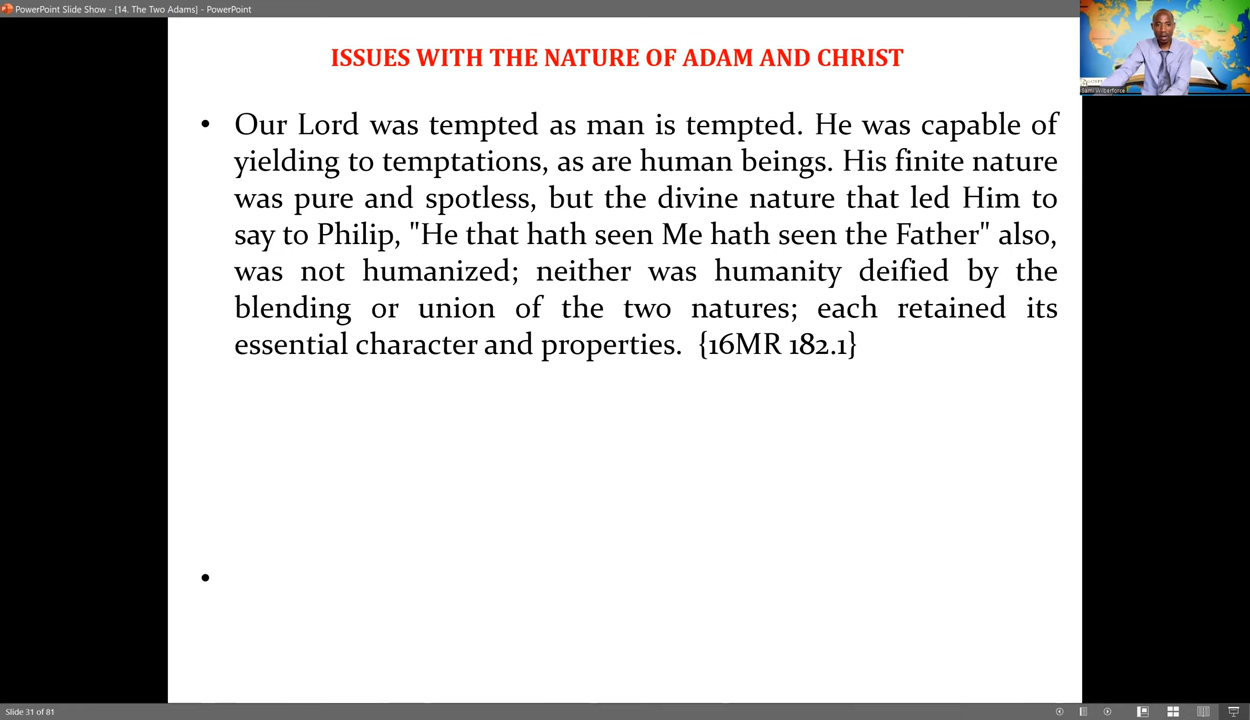 PowerPoint Slide Show - [14. The Two Adams] - PowerPoint
ISSUES WITH THE NATURE OF ADAM AND CHRIST
• Our Lord was tempted as man is tempted. He was capable of
yielding to temptations, as are human beings. His finite nature
was pure and spotless, but the divine nature that led Him to
say to Philip, "He that hath seen Me hath seen the Father" also,
was not humanized; neither was humanity deified by the
blending or union of the two natures; each retained its
essential character and properties. {16MR 182.1}
•
Sami Wilberforce
Slide 31 of 81